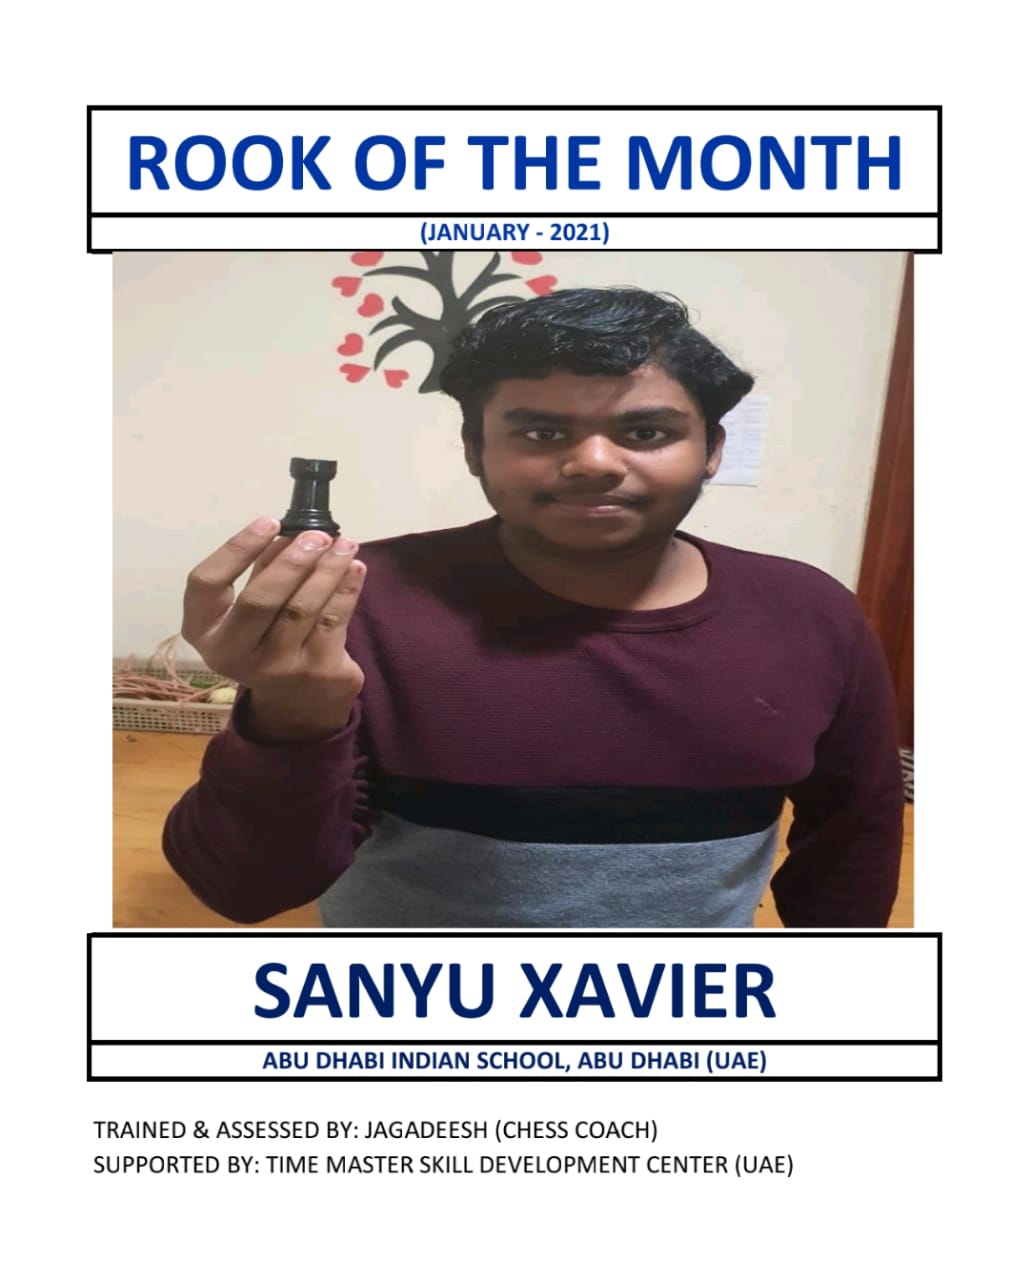 ROOK OF THE MONTH
(JANUARY - 2021)
SANYU XAVIER
ABU DHABI INDIAN SCHOOL, ABU DHABI (UAE)
TRAINED & ASSESSED BY: JAGADEESH (CHESS COACH)
SUPPORTED BY: TIME MASTER SKILL DEVELOPMENT CENTER (UAE)